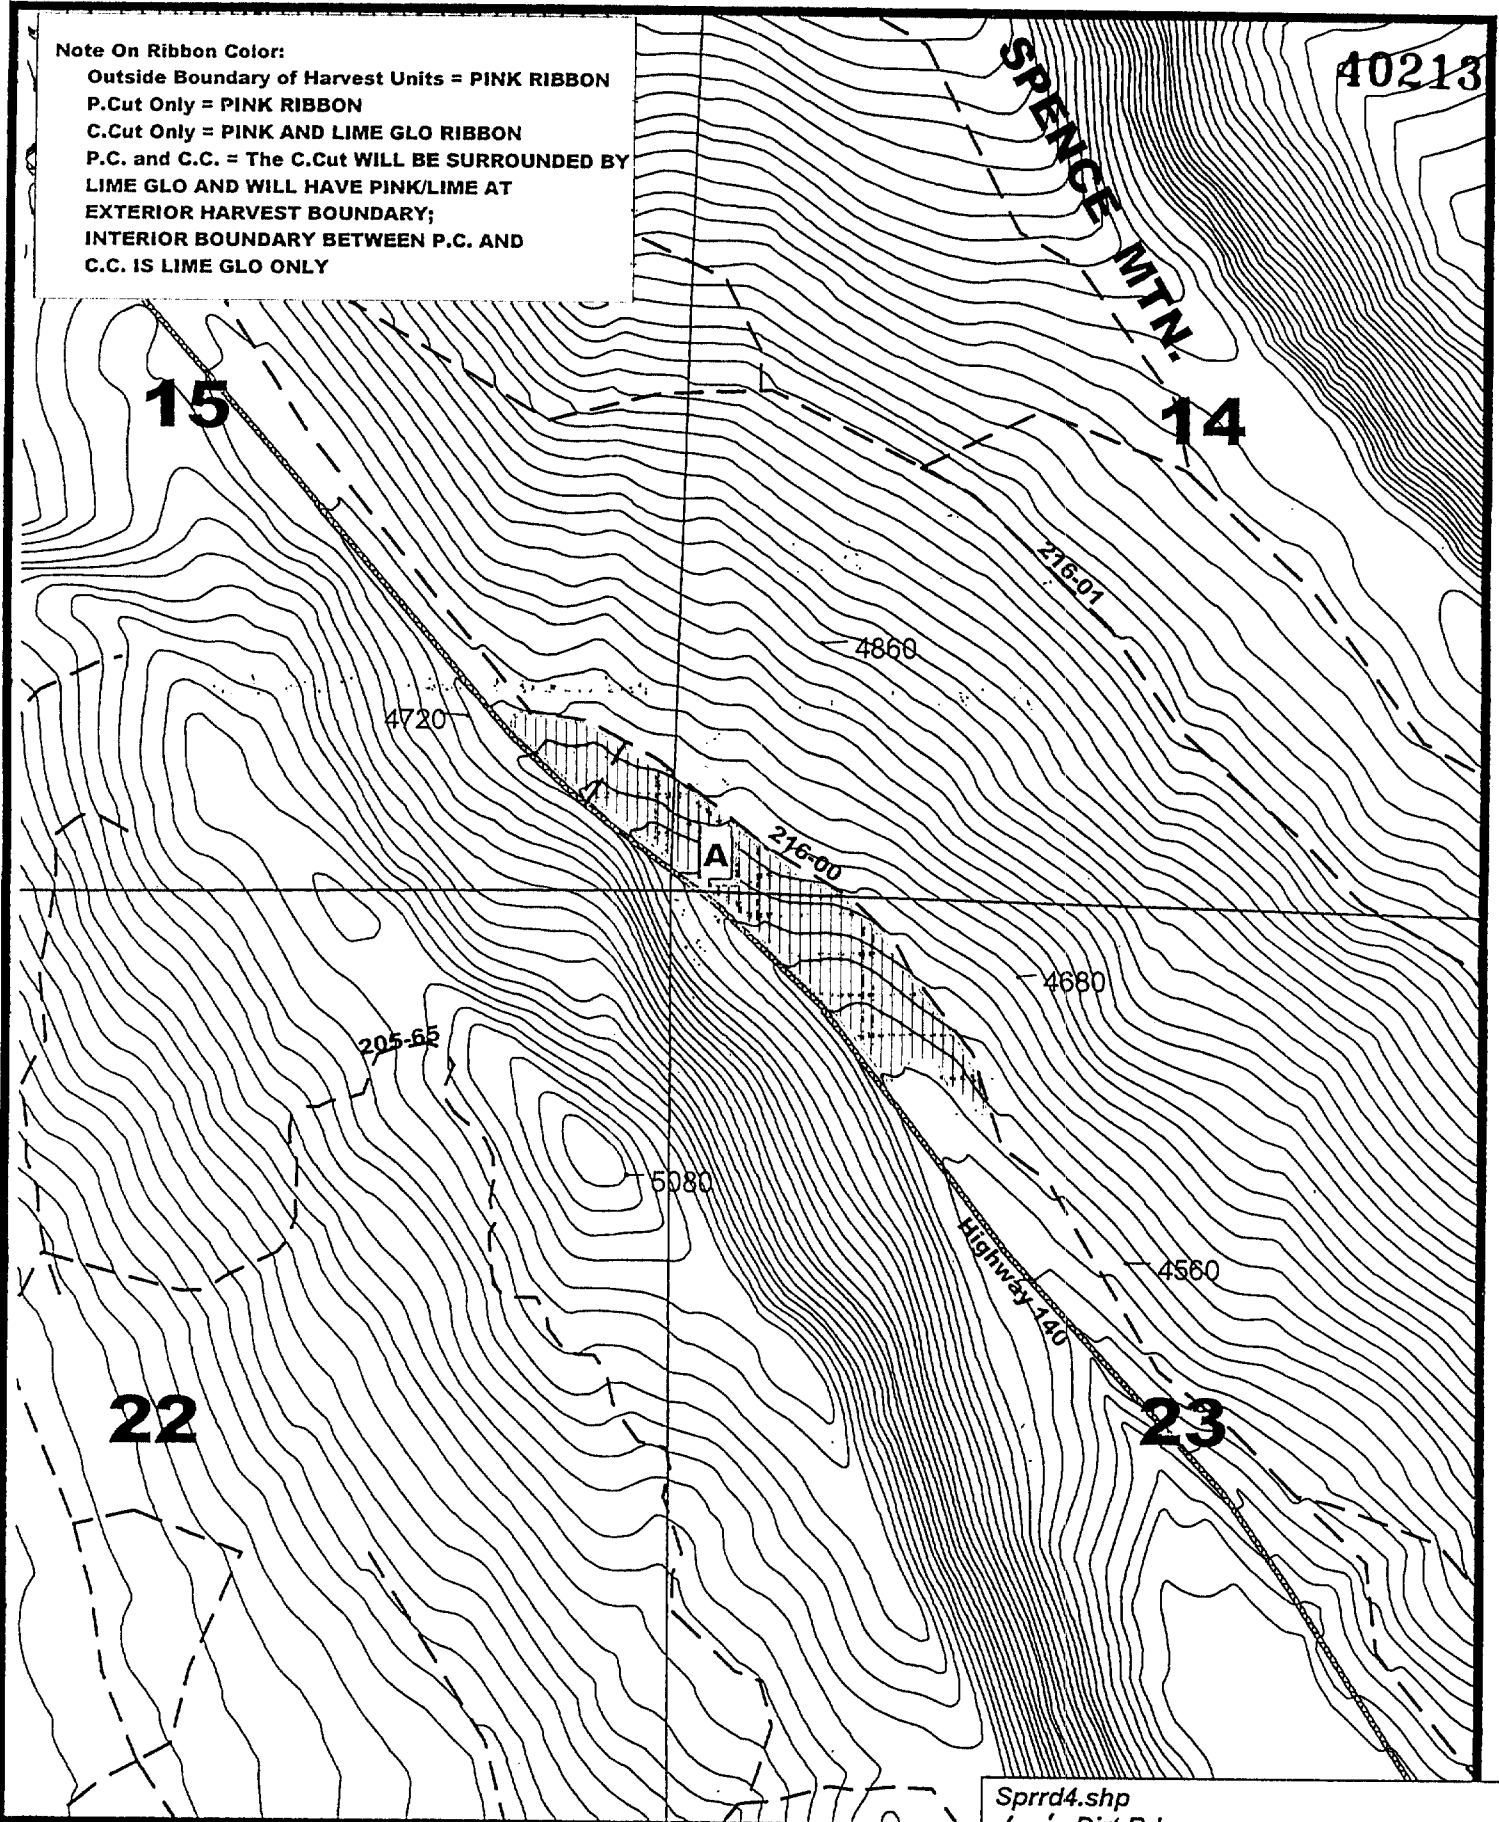 Note On Ribbon Color:
Outside Boundary of Harvest Units = PINK RIBBON
P.Cut Only = PINK RIBBON
C.Cut Only = PINK AND LIME GLO RIBBON
P.C. and C.C. = The C.Cut WILL BE SURROUNDED BY
LIME GLO AND WILL HAVE PINK/LIME AT
EXTERIOR HARVEST BOUNDARY;
INTERIOR BOUNDARY BETWEEN P.C. AND
C.C. IS LIME GLO ONLY
40213
SPENCE MTN.
15
14
216-01
4860
4720
216-00
A
4680
205-65
5080
4560
Highway 140
22
23
Sprrd4.shp